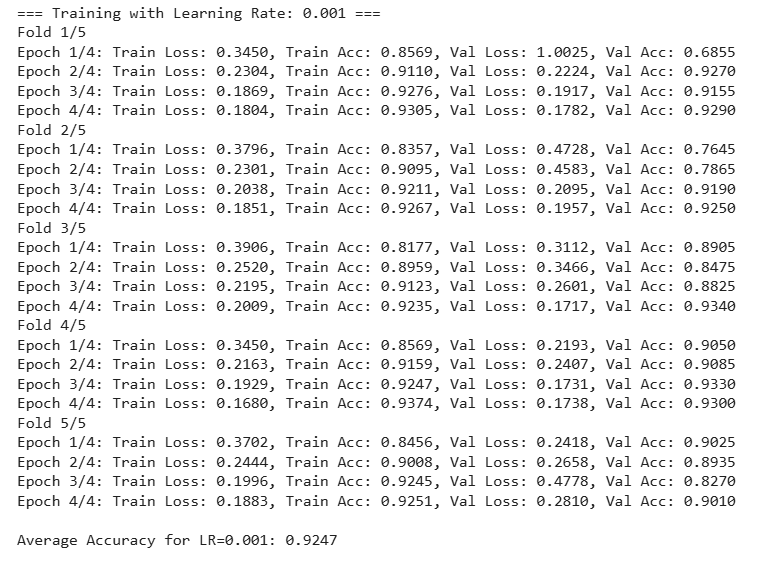 === Training with Learning Rate: 0.001 ===
Fold 1/5
Epoch 1/4: Train Loss: 0.3450, Train Acc: 0.8569, Val Loss: 1.0025, Val Acc: 0.6855
Epoch 2/4: Train Loss: 0.2304, Train Acc: 0.9110, Val Loss: 0.2224, Val Acc: 0.9270
Epoch 3/4: Train Loss: 0.1869, Train Acc: 0.9276, Val Loss: 0.1917, Val Acc: 0.9155
Epoch 4/4: Train Loss: 0.1804, Train Acc: 0.9305, Val Loss: 0.1782, Val Acc: 0.9290
Fold 2/5
Epoch 1/4: Train Loss: 0.3796, Train Acc: 0.8357, Val Loss: 0.4728, Val Acc: 0.7645
Epoch 2/4: Train Loss: 0.2301, Train Acc: 0.9095, Val Loss: 0.4583, Val Acc: 0.7865
Epoch 3/4: Train Loss: 0.2038, Train Acc: 0.9211, Val Loss: 0.2095, Val Acc: 0.9190
Epoch 4/4: Train Loss: 0.1851, Train Acc: 0.9267, Val Loss: 0.1957, Val Acc: 0.9250
Fold 3/5
Epoch 1/4: Train Loss: 0.3906, Train Acc: 0.8177, Val Loss: 0.3112, Val Acc: 0.8905
Epoch 2/4: Train Loss: 0.2520, Train Acc: 0.8959, Val Loss: 0.3466, Val Acc: 0.8475
Epoch 3/4: Train Loss: 0.2195, Train Acc: 0.9123, Val Loss: 0.2601, Val Acc: 0.8825
Epoch 4/4: Train Loss: 0.2009, Train Acc: 0.9235, Val Loss: 0.1717, Val Acc: 0.9340
Fold 4/5
Epoch 1/4: Train Loss: 0.3450, Train Acc: 0.8569, Val Loss: 0.2193, Val Acc: 0.9050
Epoch 2/4: Train Loss: 0.2163, Train Acc: 0.9159, Val Loss: 0.2407, Val Acc: 0.9085
Epoch 3/4: Train Loss: 0.1929, Train Acc: 0.9247, Val Loss: 0.1731, Val Acc: 0.9330
Epoch 4/4: Train Loss: 0.1680, Train Acc: 0.9374, Val Loss: 0.1738, Val Acc: 0.9300
Fold 5/5
Epoch 1/4: Train Loss: 0.3702, Train Acc: 0.8456, Val Loss: 0.2418, Val Acc: 0.9025
Epoch 2/4: Train Loss: 0.2444, Train Acc: 0.9008, Val Loss: 0.2658, Val Acc: 0.8935
Epoch 3/4: Train Loss: 0.1996, Train Acc: 0.9245, Val Loss: 0.4778, Val Acc: 0.8270
Epoch 4/4: Train Loss: 0.1883, Train Acc: 0.9251, Val Loss: 0.2810, Val Acc: 0.9010
Average Accuracy for LR=0.001: 0.9247